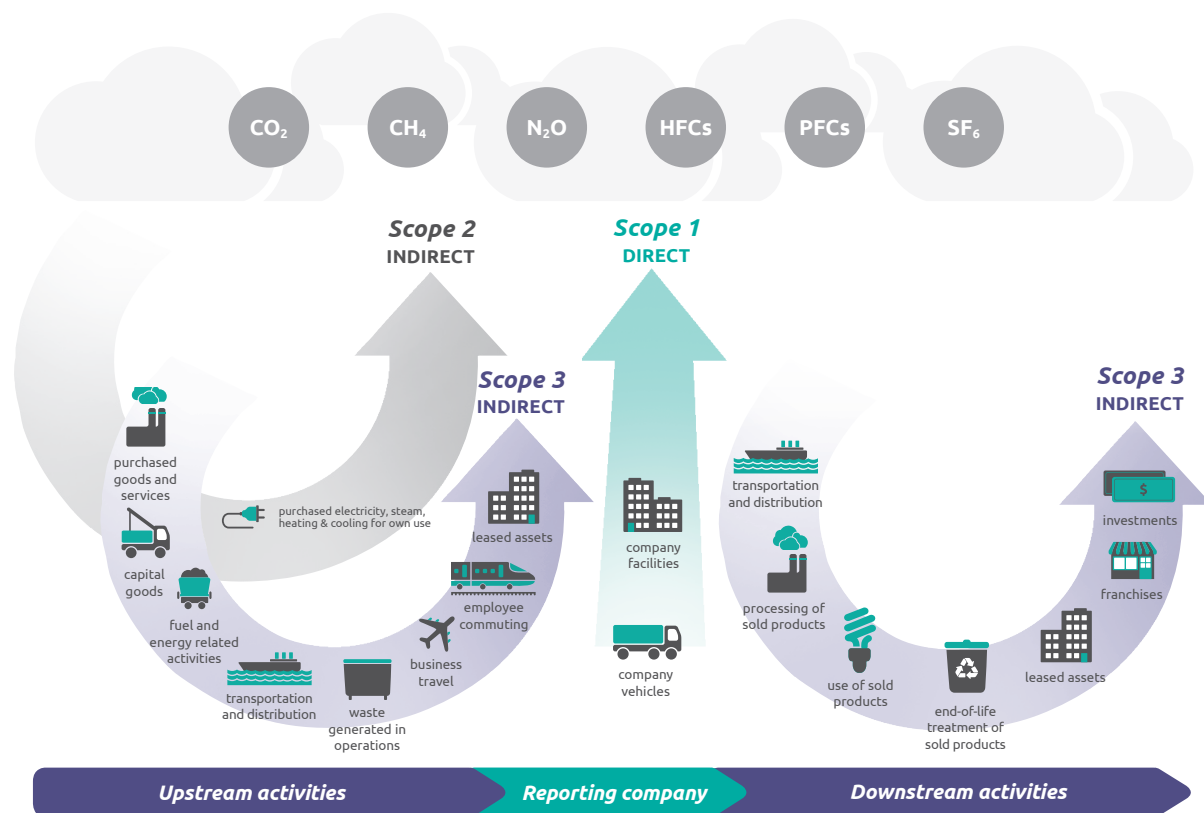 CO₂
CH₄
N₂O
HFCs
PFCs
SF₆
Scope 2
INDIRECT
Scope 1
DIRECT
Scope 3
INDIRECT
Scope 3
INDIRECT
purchased
goods and
services
capital
goods
fuel and
energy related
activities
transportation
and distribution
waste
generated in
operations
business
travel
employee
commuting
leased assets
purchased electricity, steam,
heating & cooling for own use
company
facilities
company
vehicles
transportation
and distribution
processing of
sold products
use of sold
products
end-of-life
treatment of
sold products
leased assets
franchises
$
investments
Upstream activities
Reporting company
Downstream activities